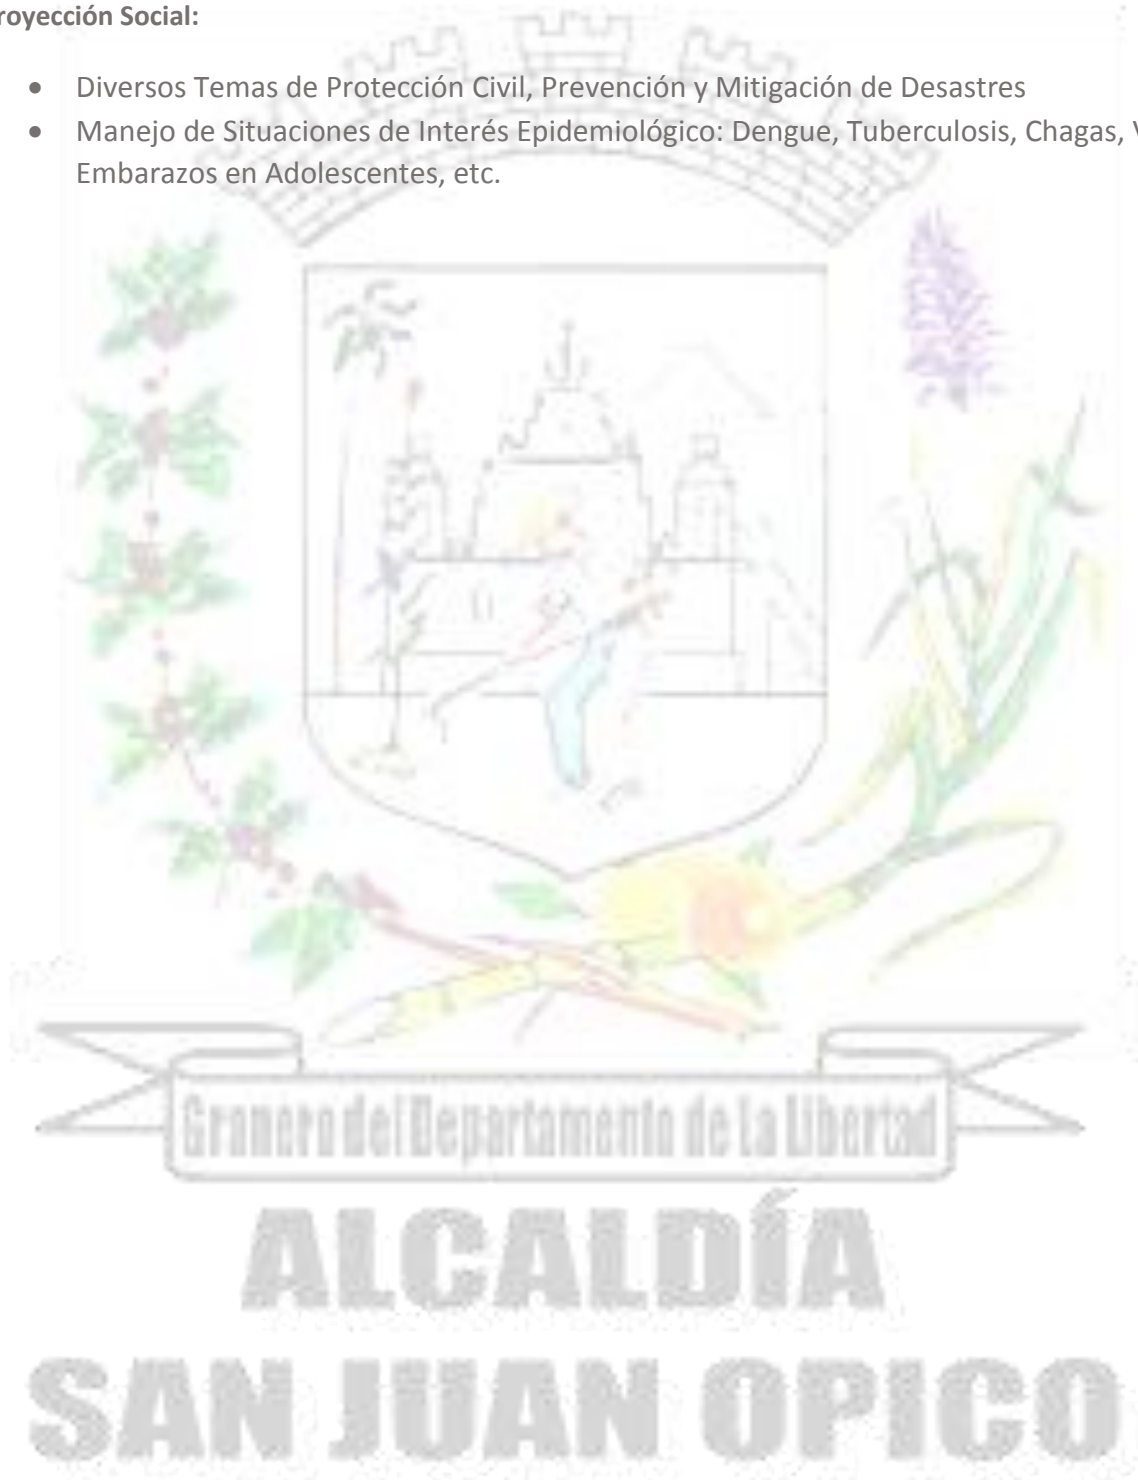 royección Social:
• Diversos Temas de Protección Civil, Prevención y Mitigación de Desastres
• Manejo de Situaciones de Interés Epidemiológico: Dengue, Tuberculosis, Chagas, V
Embarazos en Adolescentes, etc.
Granero del Departamento de La Libertad
ALCALDÍA
SAN JUAN OPICO